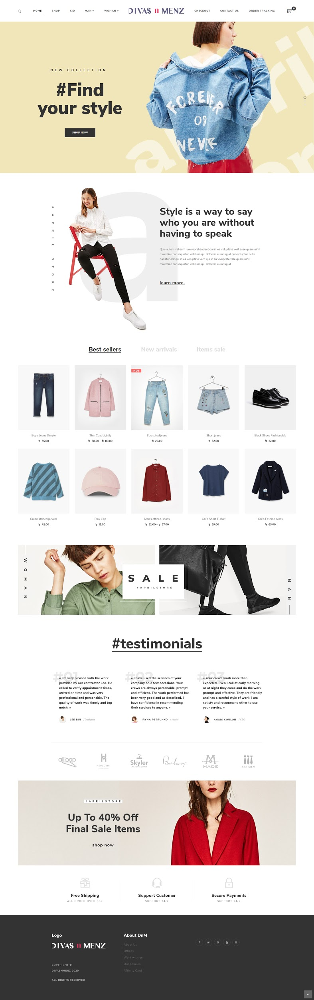 HOME
SHOP
KID
MAN
WOMAN
DIVAS n MENZ
CHECKOUT
CONTACT US
ORDER TRACKING
0
NEW COLLECTION
#Find
your style
SHOP NOW
FOREVER
OR
NEVER
#APRIL STORE
a
Style is a way to say
who you are without
having to speak
Quis autem vel eum iure reprehenderit qui in ea voluptate velit esse quam nihil
molestiae consequatur, vel illum qui dolorem eum fugiat quo voluptas nulla
pariatur erit qui in ea voluptate verit qui in ea voluptate vele quam nihil
molestiae consequatur, vel illum qui dolorem eum fugiat
learn more.
Best sellers
New arrivals
Items sale
HOT
Boy's Jeans Simple
৳ 35.00
Thin Coat Lightly
৳ 88.00 – ৳ 89.00
Scratched jeans
৳ 20.00
Short jeans
৳ 32.00
Black Shoes Fashionable
৳ 22.00
Green striped jackets
৳ 42.00
Pink Cap
৳ 15.00
Men's office t-shirts
৳ 52.00 – ৳ 57.00
Gril's Short T-shirt
৳ 39.00
Gril's Fashion coats
৳ 65.00
WOMAN
SALE
#APRILSTORE
MAN
#testimonials
#01
« I'm very pleased with the work
provided by our contractor Leo. He
called to verify appointment times,
arrived on time and was very
professional and personable. The
quality of work was timely and top
notch. »
LEE BUI / Designer
#02
« I have used the services of your
company on a few occasions. Your
crews are always personable, prompt
and efficient. The work performed has
been very good and as described. I
have confidence in recommending
their services to anyone. »
IRYNA PETRUNKO / Model
#03
« Your crews work more than
expected. Even I call at early morning
or at night they come and do the work
prompt and effective. They are friendly
and has a careful style of work. I am
satisfy and recommend other to use
your service. »
ANAIS COULON / CEO
allioop
HOUDINI
Skyler
Burberry
M
MADE
CAT MEN
#APRILSTORE
Up To 40% Off
Final Sale Items
shop now
Free Shipping
ALL ORDER OVER $59
Support Customer
SUPPORT 24/7
Secure Payments
SUPPORT 24/7
Logo
DIVAS n MENZ
COPYRIGHT ©
DIVASNMENZ 2020
ALL RIGHTS RESERVED
About DnM
About Us
Offices
Work with us
Our policies
Affinity Card